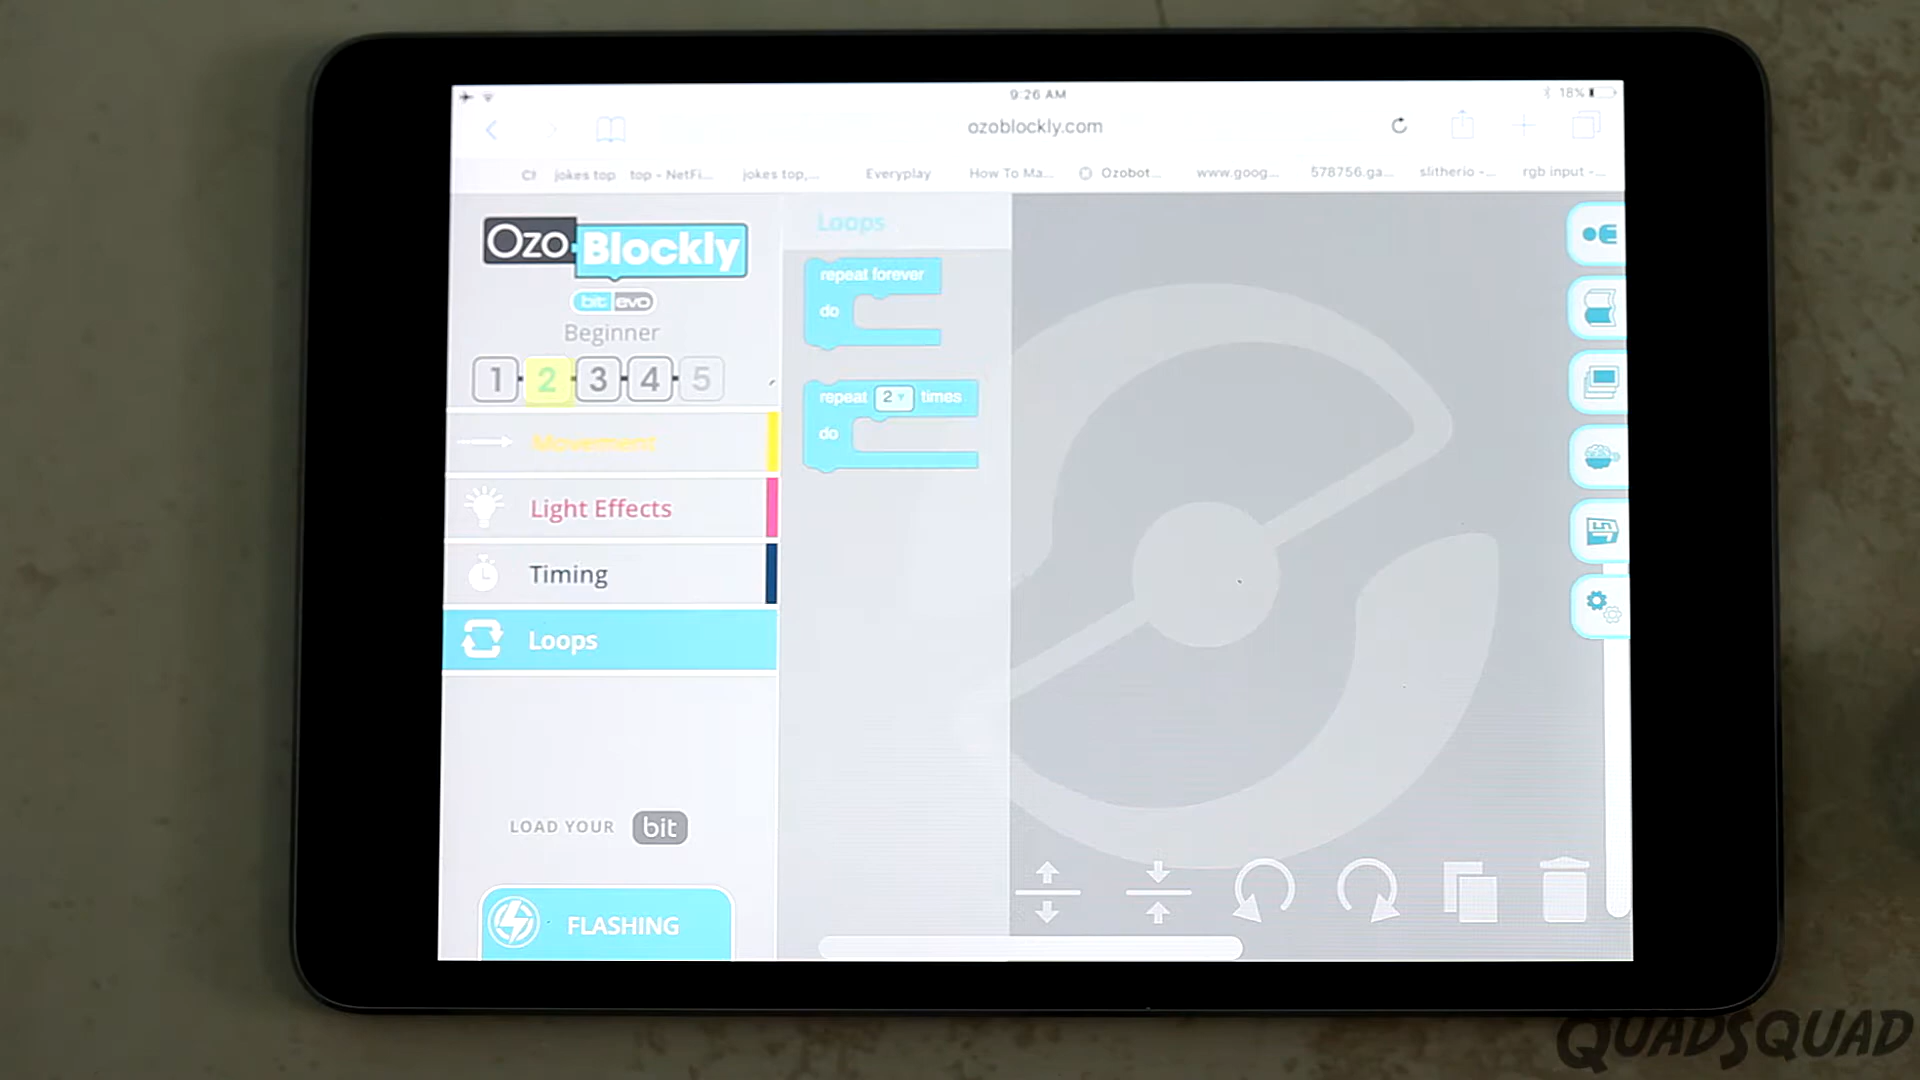 9:26 AM
18%
ozoblockly.com
jokes top
top - NetFi...
jokes top,...
Everyplay
How To Ma...
Ozobot...
www.goog...
578756.ga...
slitherio -...
rgb input -...
Ozo Blockly
bit evo
Beginner
1 2 3 4 5
Movement
Light Effects
Timing
Loops
LOAD YOUR bit
FLASHING
Loops
repeat forever
do
repeat 2 times
do
QUADSQUAD